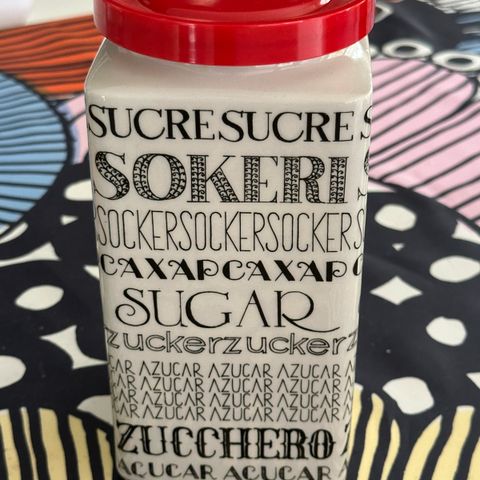 SUCRE SUCRE S
SOKERI
SOCKERSOCKERSOCKER
САХАРСАХАР
SUGAR
zuckerzucker
AZUCAR AZUCAR AZUCAR
AZUCAR AZUCAR AZUCAR
AZUCAR AZUCAR AZUCAR
AZUCAR AZUCAR AZUCAR
ZUCCHERO
AÇUCAR AÇUCAR